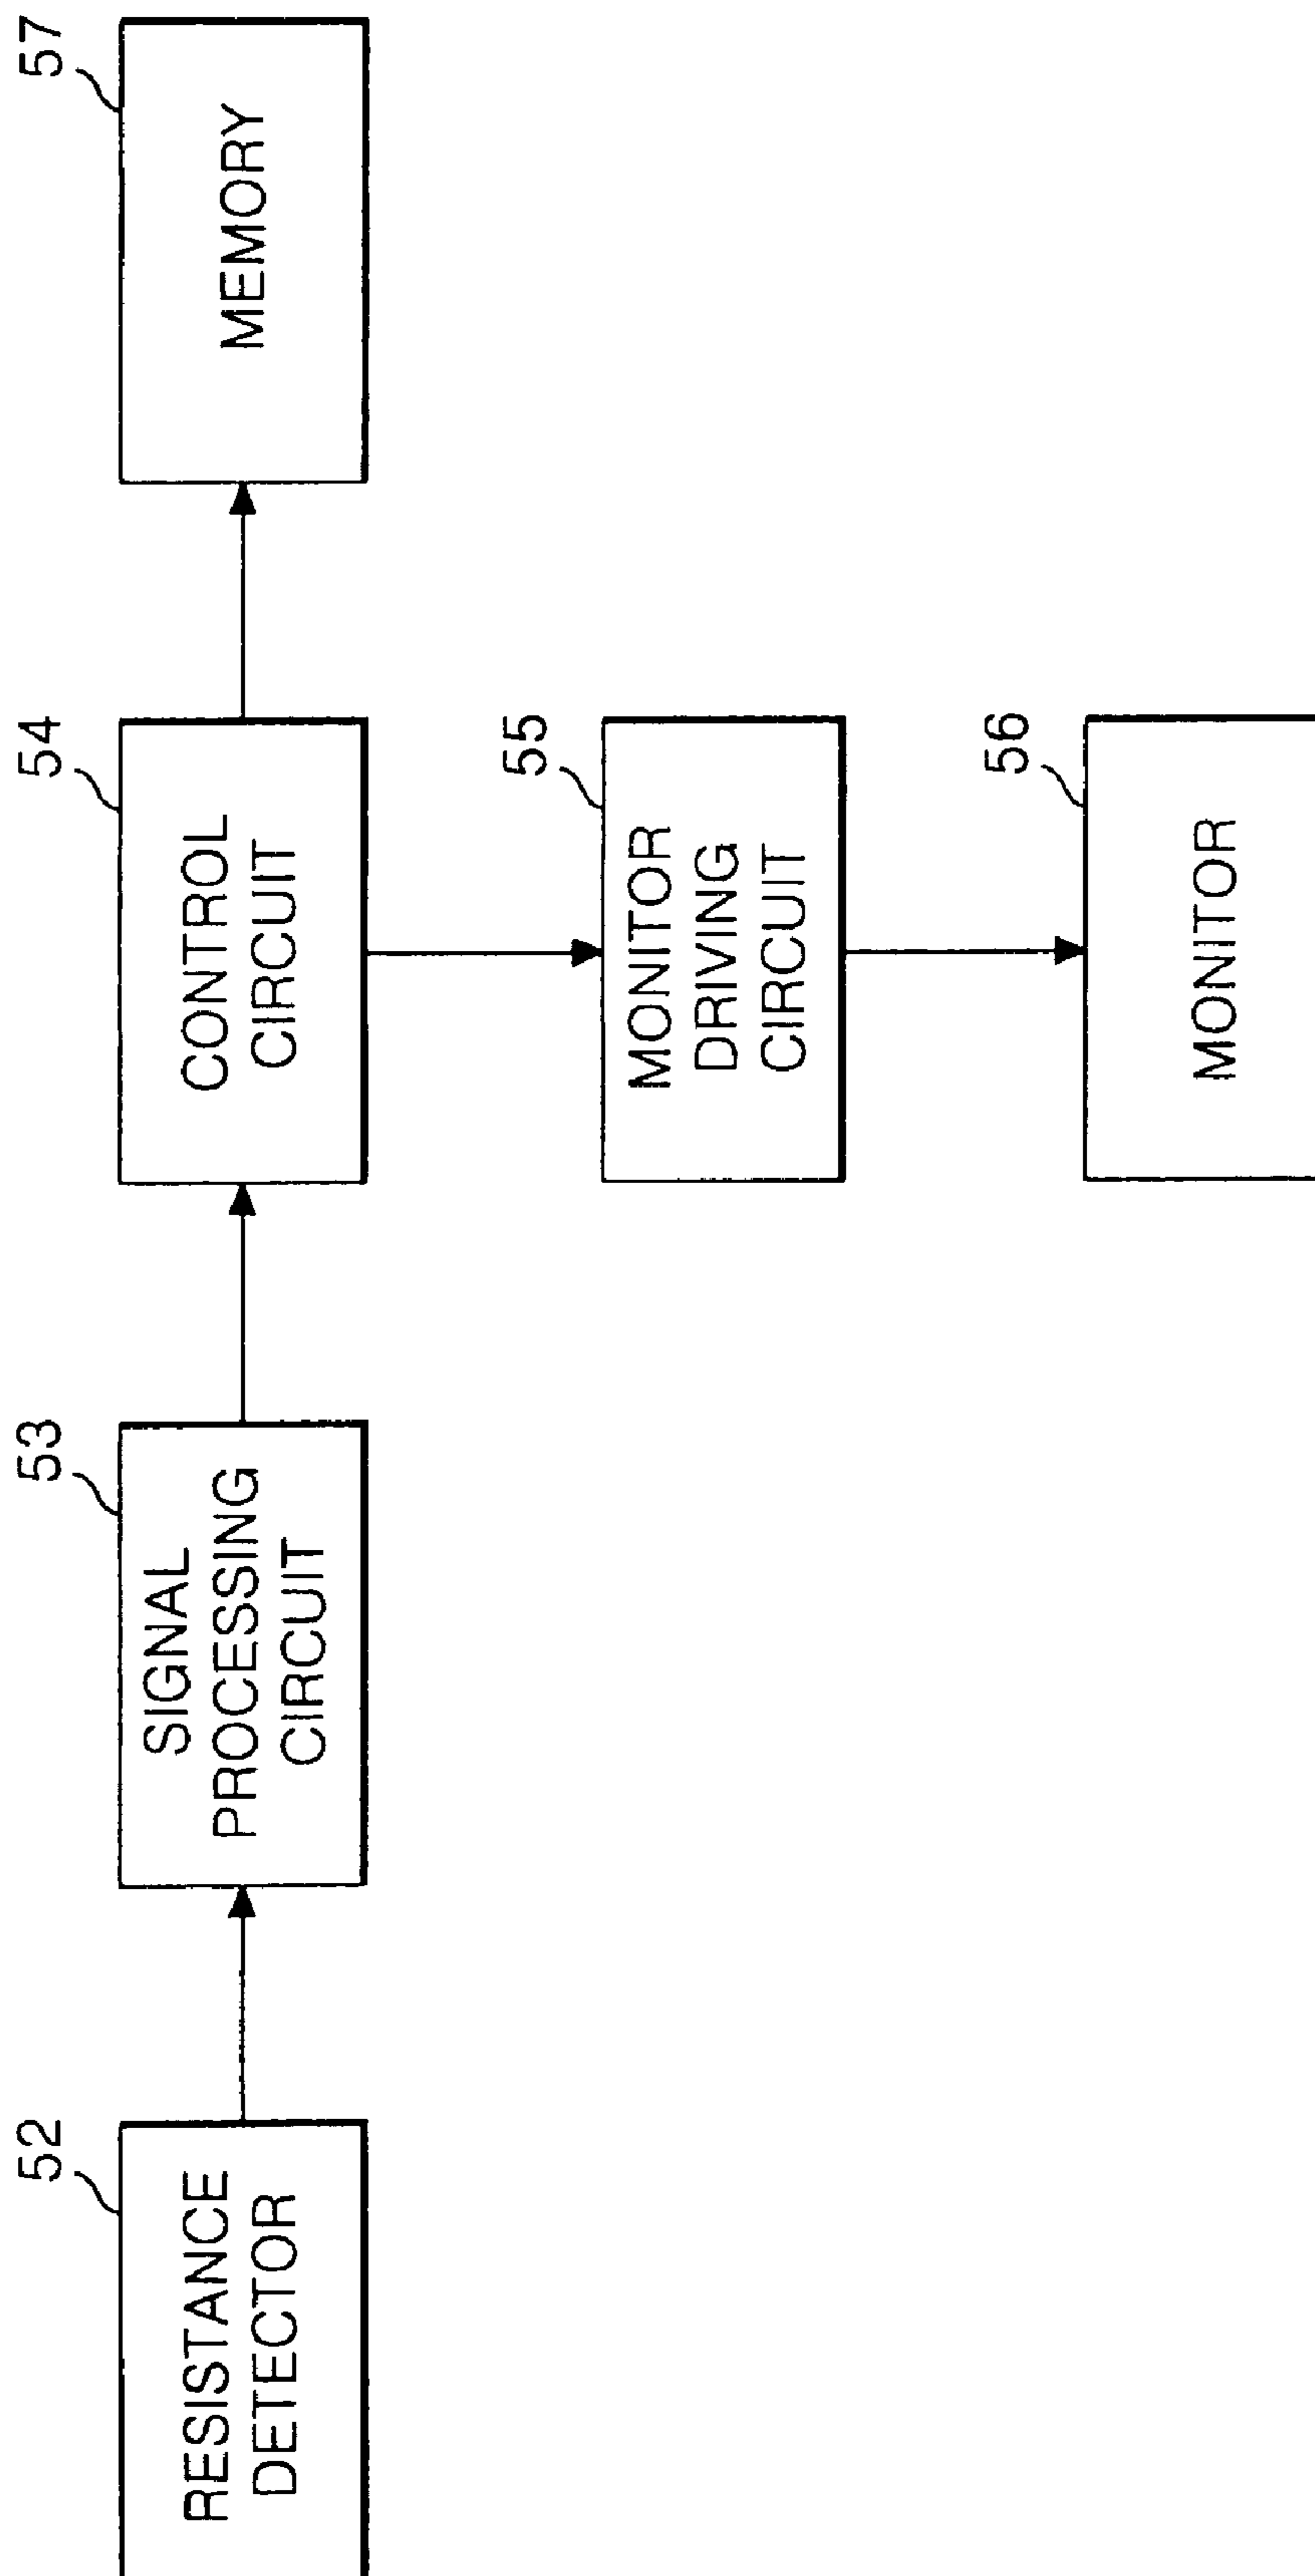 52
RESISTANCE
DETECTOR
53
SIGNAL
PROCESSING
CIRCUIT
54
CONTROL
CIRCUIT
57
MEMORY
55
MONITOR
DRIVING
CIRCUIT
56
MONITOR